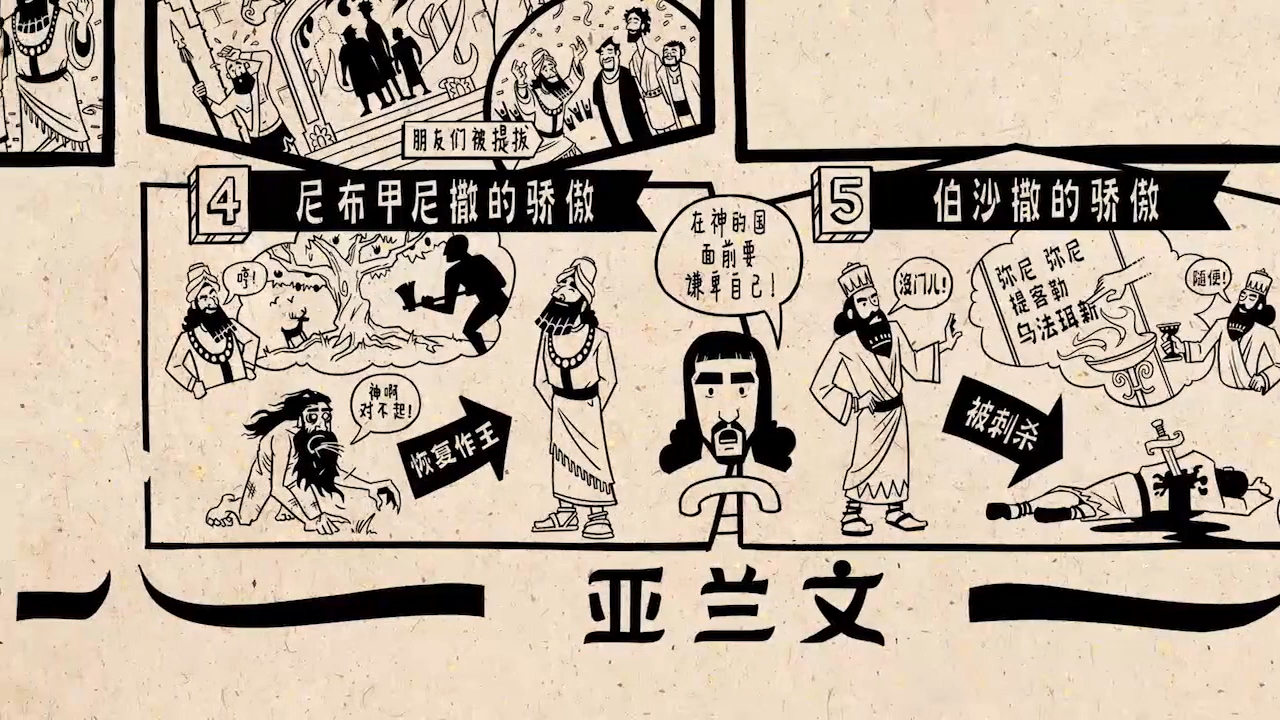 朋友们被提拔
4 尼布甲尼撒的骄傲
哼!
神啊
对不起!
恢复作王
在神的国
面前要
谦卑自己!
5 伯沙撒的骄傲
没门儿!
弥尼 弥尼
提客勒
乌法珥新
随便!
被刺杀
亚兰文